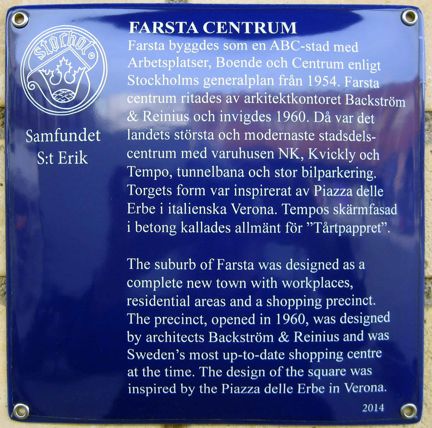 stochol
Samfundet
S:t Erik
FARSTA CENTRUM
Farsta byggdes som en ABC-stad med
Arbetsplatser, Boende och Centrum enligt
Stockholms generalplan från 1954. Farsta
centrum ritades av arkitektkontoret Backström
& Reinius och invigdes 1960. Då var det
landets största och modernaste stadsdels-
centrum med varuhusen NK, Kvickly och
Tempo, tunnelbana och stor bilparkering.
Torgets form var inspirerat av Piazza delle
Erbe i italienska Verona. Tempos skärmfasad
i betong kallades allmänt för ”Tårtpappret”.
The suburb of Farsta was designed as a
complete new town with workplaces,
residential areas and a shopping precinct.
The precinct, opened in 1960, was designed
by architects Backström & Reinius and was
Sweden’s most up-to-date shopping centre
at the time. The design of the square was
inspired by the Piazza delle Erbe in Verona.
2014